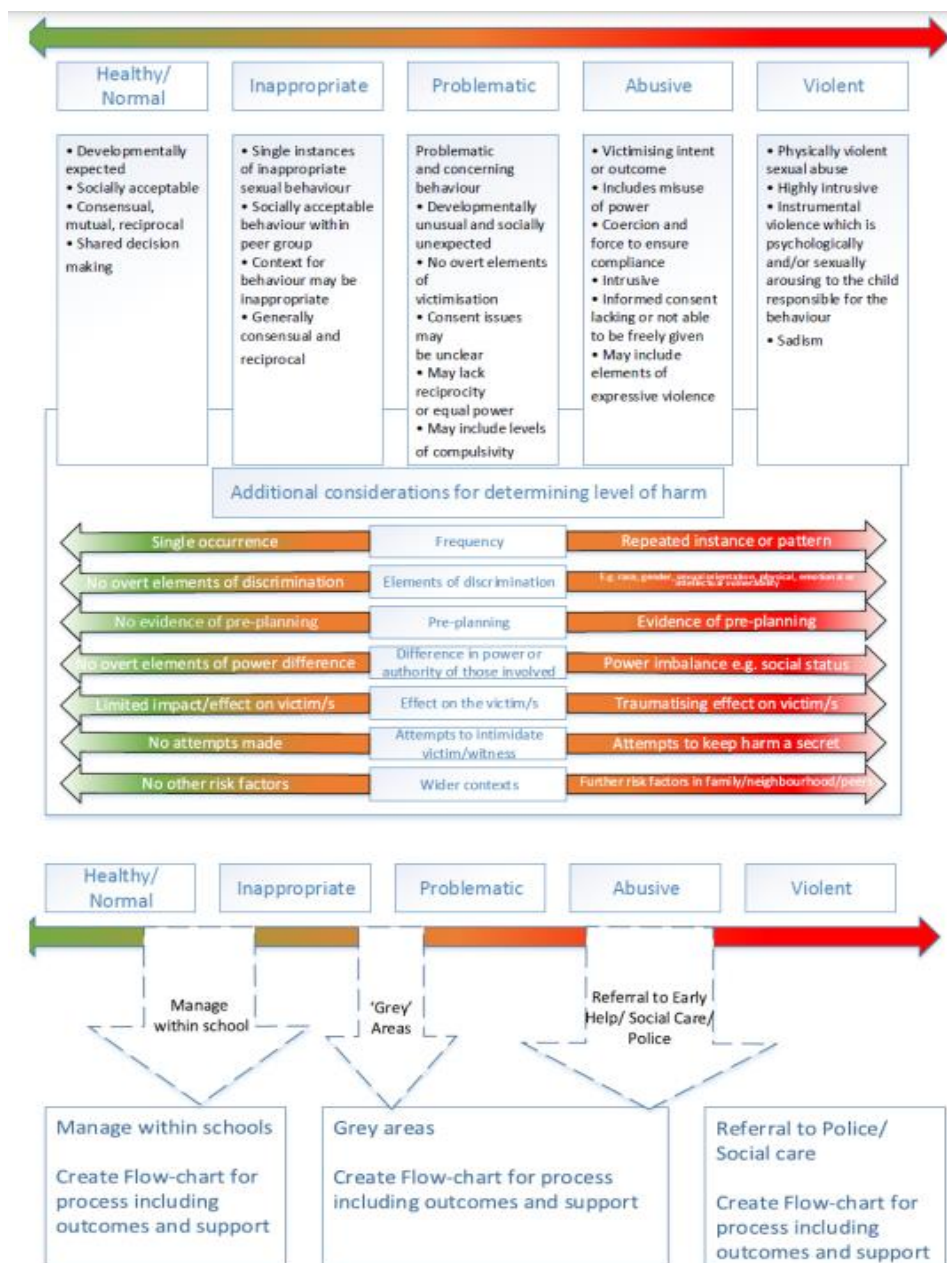 Healthy/
Normal
Inappropriate
Problematic
Abusive
Violent
• Developmentally
expected
• Socially acceptable
• Consensual,
mutual, reciprocal
• Shared decision
making
• Single instances
of inappropriate
sexual behaviour
• Socially acceptable
behaviour within
peer group
• Context for
behaviour may be
inappropriate
• Generally
consensual and
reciprocal
Problematic
and concerning
behaviour
• Developmentally
unusual and socially
unexpected
• No overt elements
of
victimisation
• Consent issues
may
be unclear
• May lack
reciprocity
or equal power
• May include levels
of compulsivity
• Victimising intent
or outcome
• Includes misuse
of power
• Coercion and
force to ensure
compliance
• Intrusive
• Informed consent
lacking or not able
to be freely given
• May include
elements of
expressive violence
• Physically violent
sexual abuse
• Highly intrusive
• Instrumental
violence which is
psychologically
and/or sexually
arousing to the child
responsible for the
behaviour
• Sadism
Additional considerations for determining level of harm
Single occurrence
Frequency
Repeated instance or pattern
No overt elements of discrimination
Elements of discrimination
E.g. race, gender, sexual orientation, physical, emotional or
intellectual vulnerability
No evidence of pre-planning
Pre-planning
Evidence of pre-planning
No overt elements of power difference
Difference in power or
authority of those involved
Power imbalance e.g. social status
Limited impact/effect on victim/s
Effect on the victim/s
Traumatising effect on victim/s
No attempts made
Attempts to intimidate
victim/witness
Attempts to keep harm a secret
No other risk factors
Wider contexts
Further risk factors in family/neighbourhood/peer
Healthy/
Normal
Inappropriate
Problematic
Abusive
Violent
Manage
within school
'Grey'
Areas
Referral to Early
Help/ Social Care/
Police
Manage within schools
Create Flow-chart for
process including
outcomes and support
Grey areas
Create Flow-chart for process
including outcomes and support
Referral to Police/
Social care
Create Flow-chart for
process including
outcomes and support